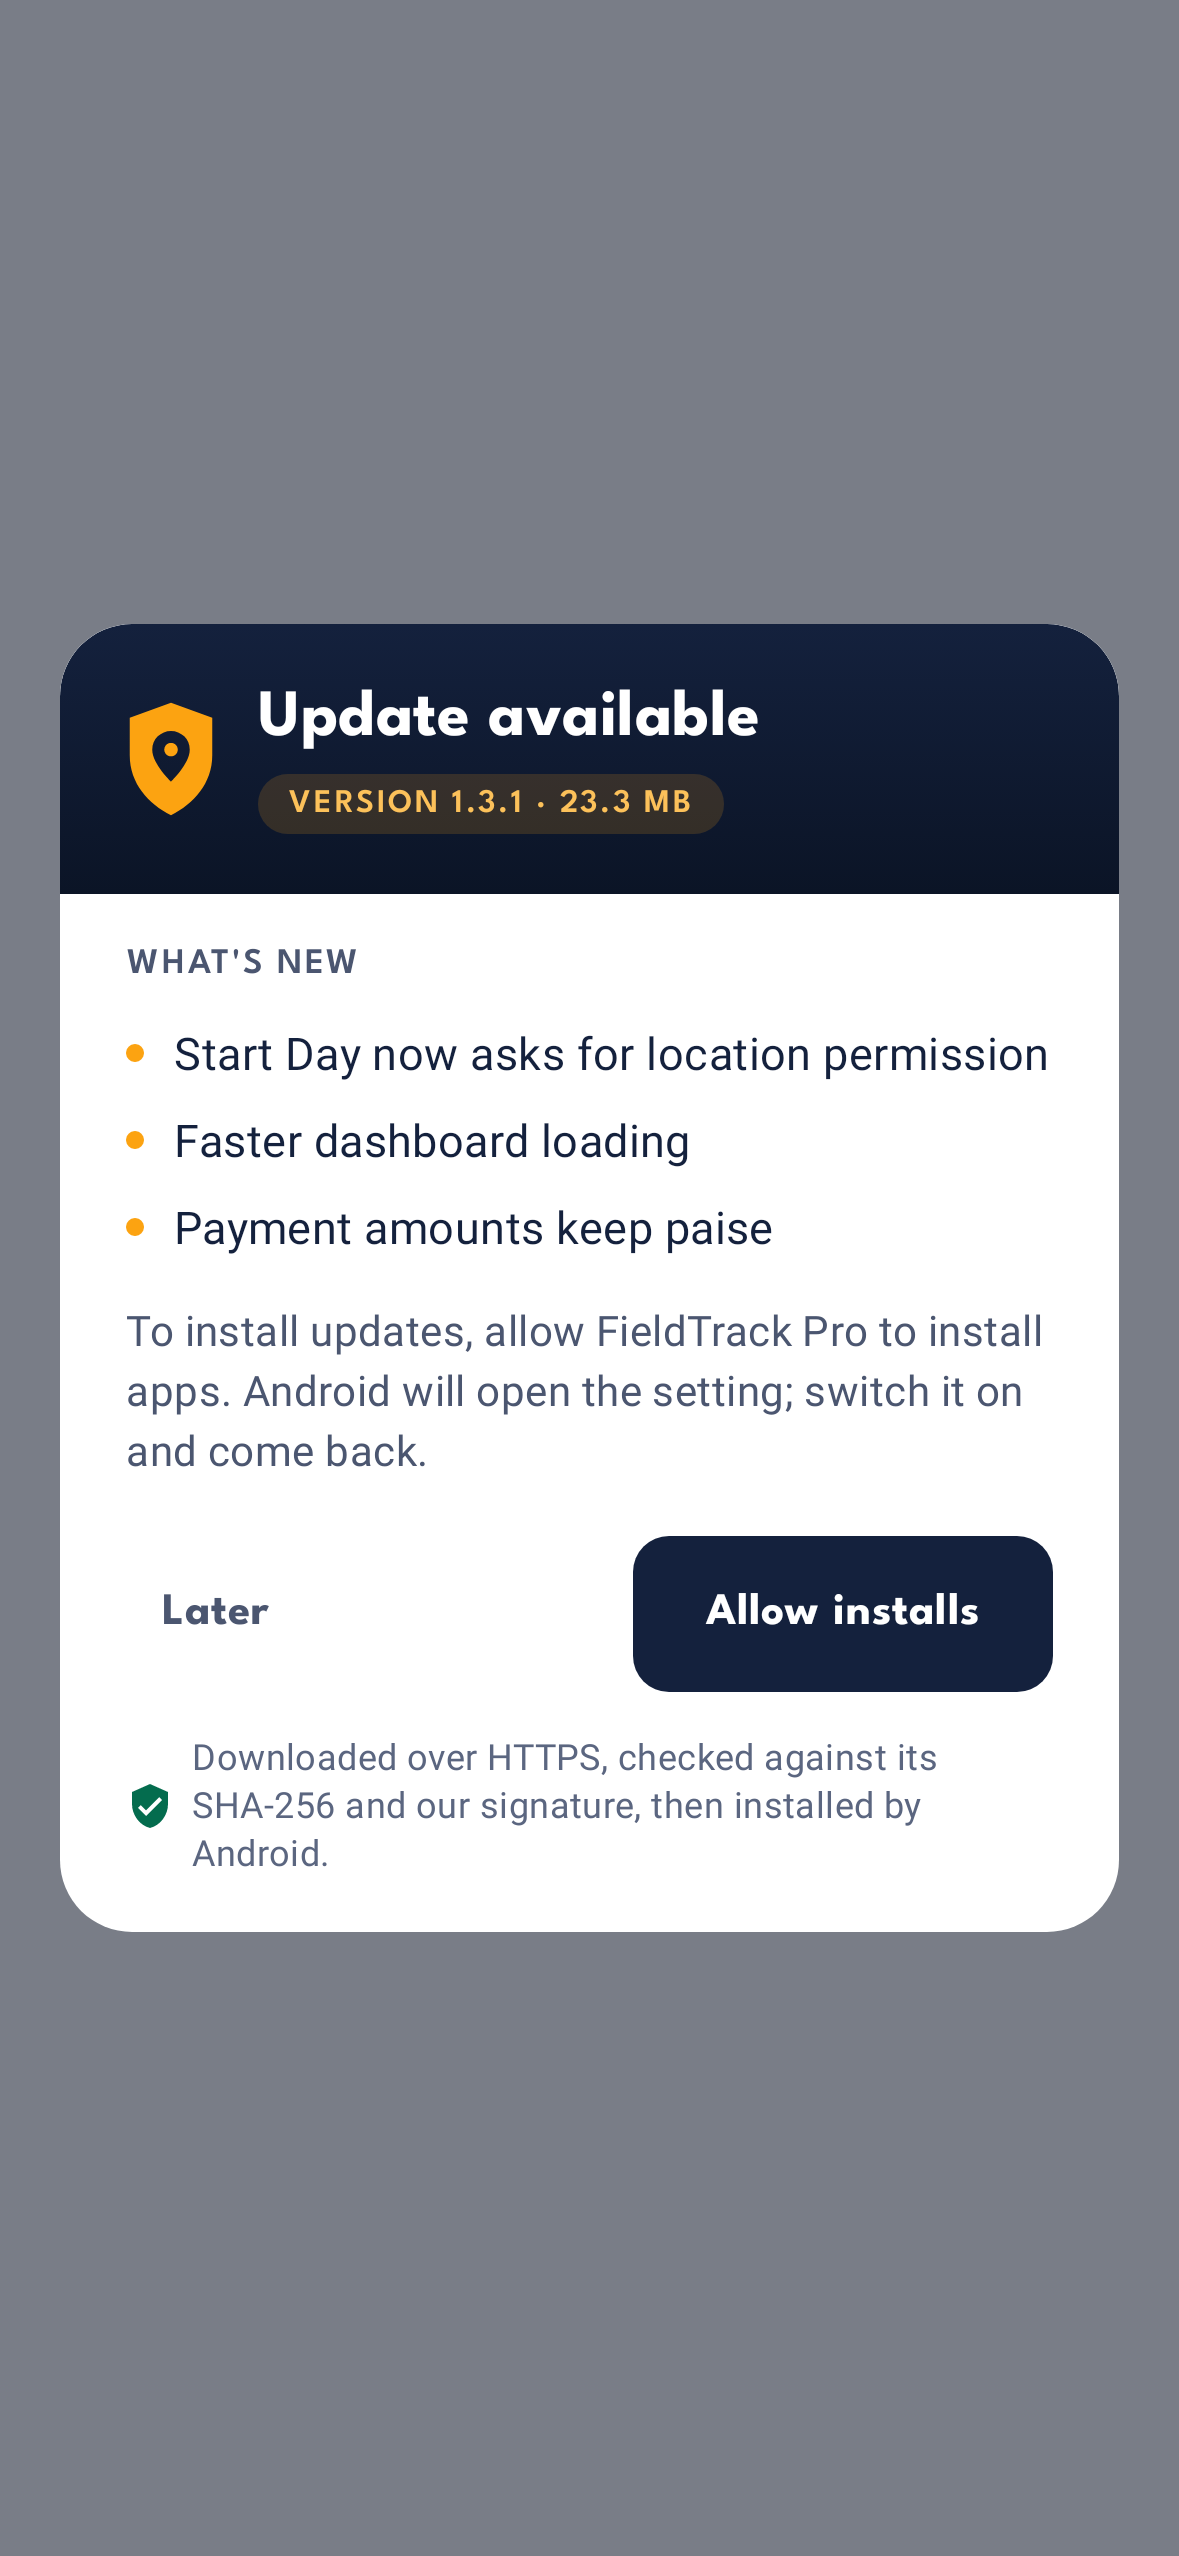 Update available
VERSION 1.3.1 · 23.3 MB
WHAT'S NEW
Start Day now asks for location permission
Faster dashboard loading
Payment amounts keep paise
To install updates, allow FieldTrack Pro to install
apps. Android will open the setting; switch it on
and come back.
Later
Allow installs
Downloaded over HTTPS, checked against its
SHA-256 and our signature, then installed by
Android.